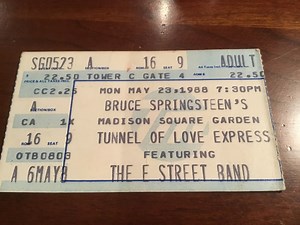 SG0523 A 16 9 ADULT
22.50 TOWER C GATE 4 22.50
CC2.25 MON MAY 23.1988 7:30PM
A BRUCE SPRINGSTEEN'S
CA 1X MADISON SQUARE GARDEN
16 9 TUNNEL OF LOVE EXPRESS
OTB0803 FEATURING
A 6MAY8 THE E STREET BAND